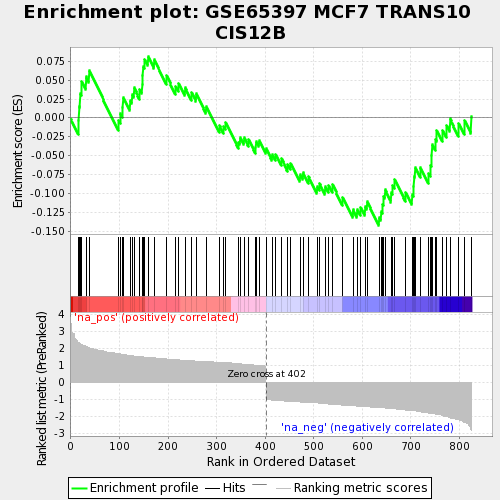 Enrichment plot: GSE65397 MCF7 TRANS10
CIS12B
Enrichment score (ES)
0.075
0.050
0.025
0.000
-0.025
-0.050
-0.075
-0.100
-0.125
-0.150
'na_pos' (positively correlated)
Ranked list metric (PreRanked)
4
3
2
1
0
-1
-2
-3
Zero cross at 402
'na_neg' (negatively correlated)
0 100 200 300 400 500 600 700 800
Rank in Ordered Dataset
Enrichment profile Hits Ranking metric scores